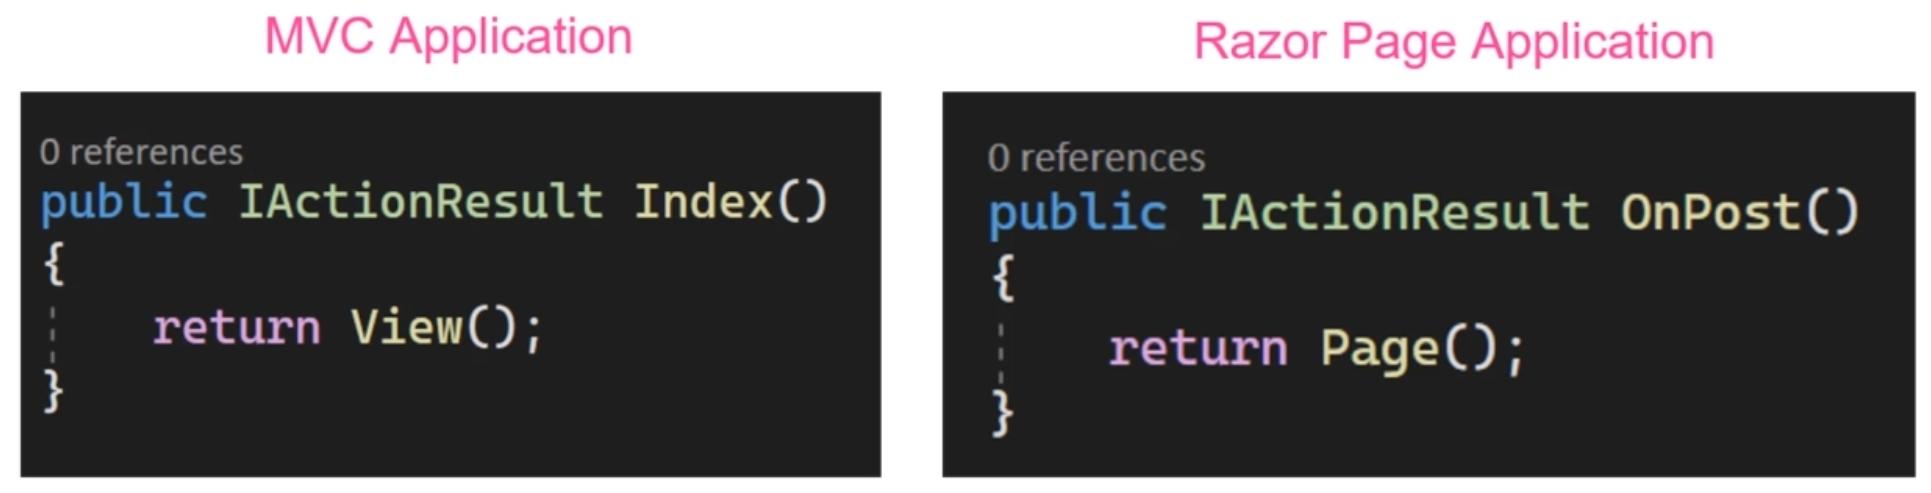 MVC Application
0 references
public IActionResult Index()
{
return View();
}
Razor Page Application
0 references
public IActionResult OnPost()
{
return Page();
}